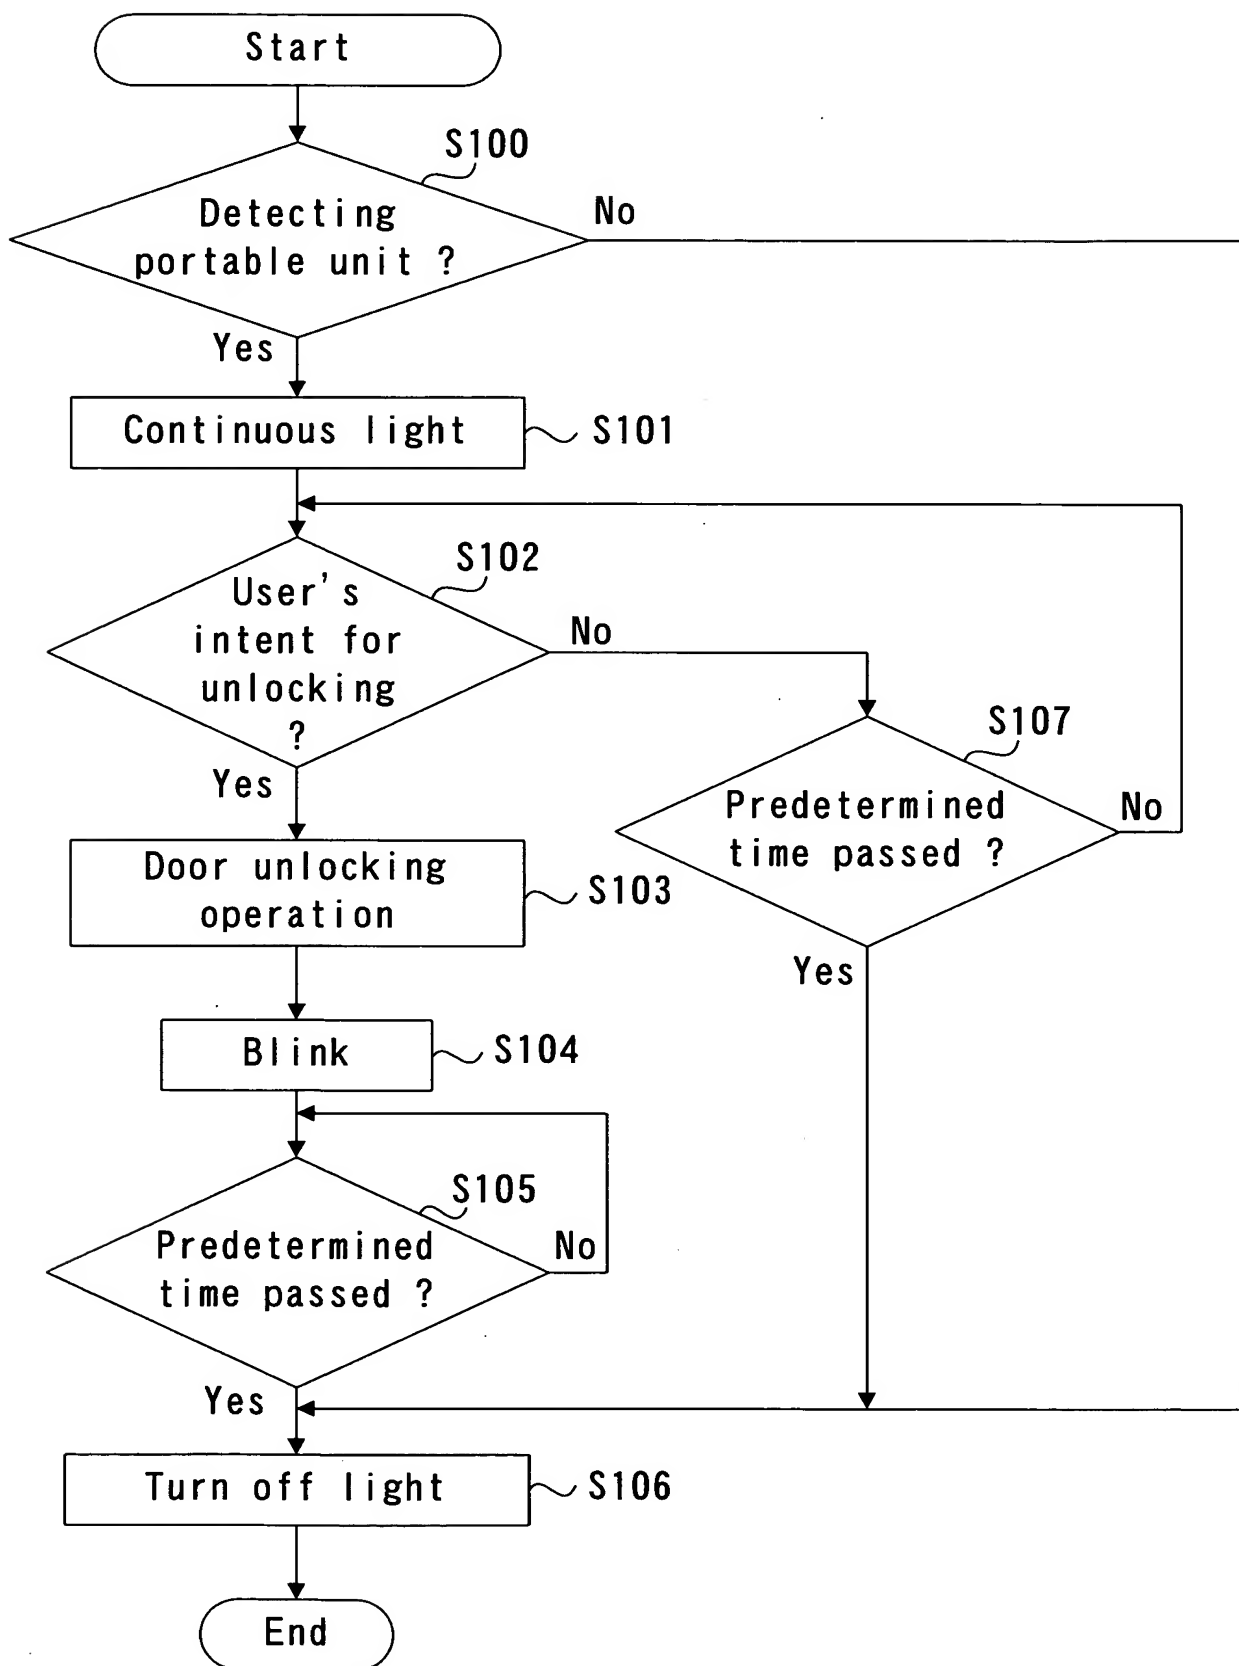 Start
S100
Detecting
portable unit ?
No
Yes
Continuous light
S101
S102
User's
intent for
unlocking
?
No
Yes
S107
Predetermined
time passed ?
No
Yes
Door unlocking
operation
S103
Blink
S104
S105
Predetermined
time passed ?
No
Yes
Turn off light
S106
End